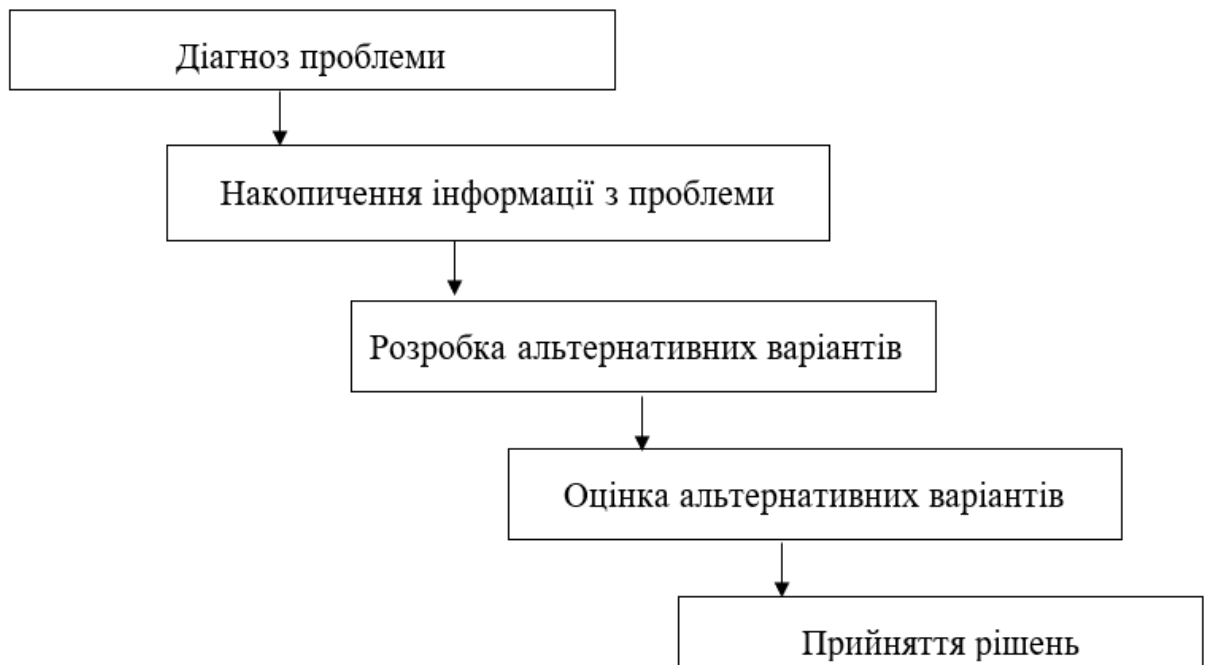 Діагноз проблеми
Накопичення інформації з проблеми
Розробка альтернативних варіантів
Оцінка альтернативних варіантів
Прийняття рішень